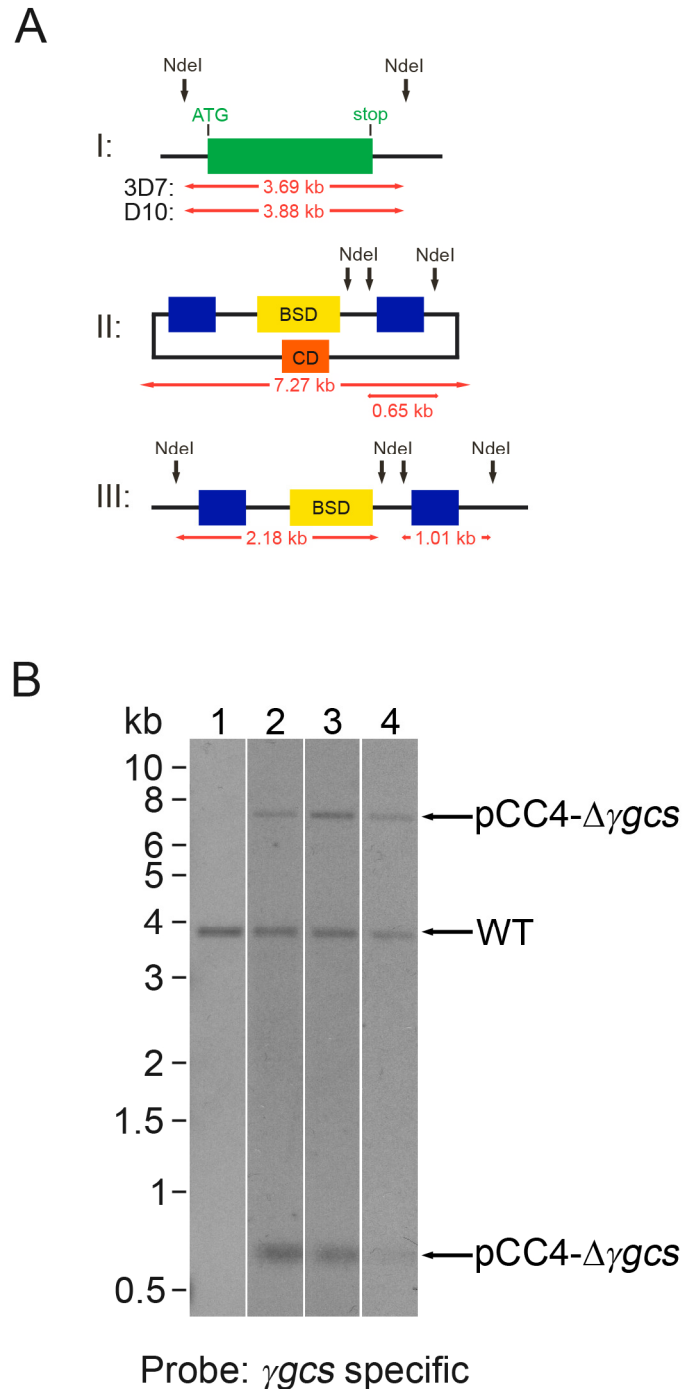 A
NdeI NdeI
ATG stop
I:
3D7: 3.69 kb
D10: 3.88 kb
NdeI NdeI
II: BSD
CD
7.27 kb
0.65 kb
NdeI NdeI NdeI
III: BSD
2.18 kb 1.01 kb
B
kb 1 2 3 4
10
8 pCC4-Δγgcs
6
5
4 WT
3
2
1.5
1
pCC4-Δγgcs
0.5
Probe: γgcs specific